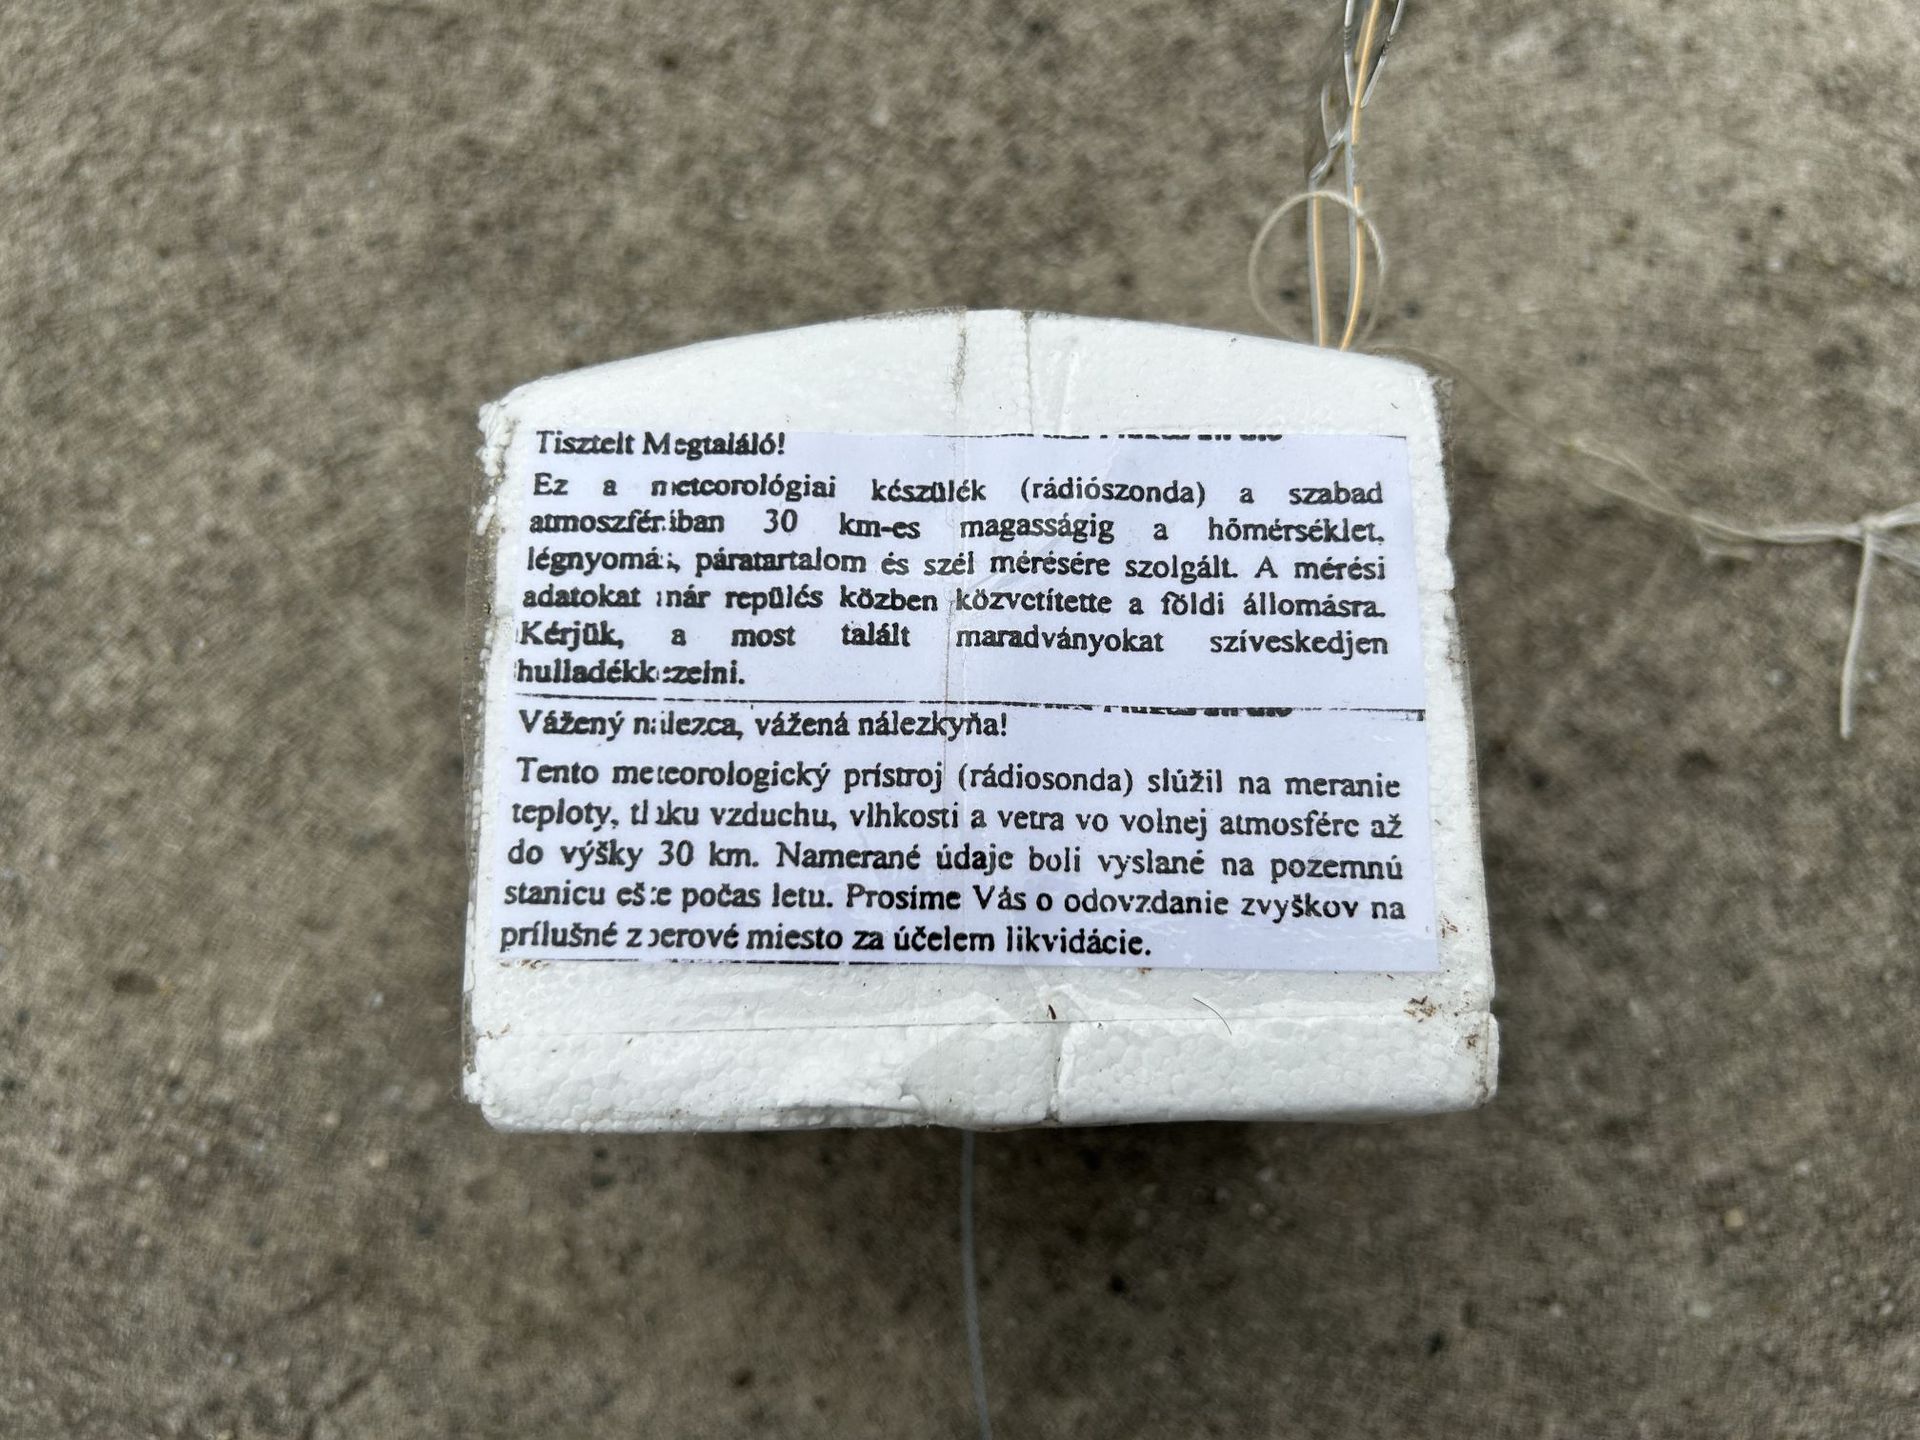 Tisztelt Megtaláló!
Ez a meteorológiai készülék (rádiószonda) a szabad
atmoszférában 30 km-es magasságig a hőmérséklet,
légnyomás, páratartalom és szél mérésére szolgált. A mérési
adatokat már repülés közben közvetítette a földi állomásra.
Kérjük, a most talált maradványokat szíveskedjen
hulladékkezelni.
Vážený nálezca, vážená nálezkyňa!
Tento meteorologický prístroj (rádiosonda) slúžil na meranie
teploty, tlaku vzduchu, vlhkosti a vetra vo voľnej atmosfére až
do výšky 30 km. Namerané údaje boli vyslané na pozemnú
stanicu ešte počas letu. Prosíme Vás o odovzdanie zvyškov na
príľušné zberové miesto za účelem likvidácie.